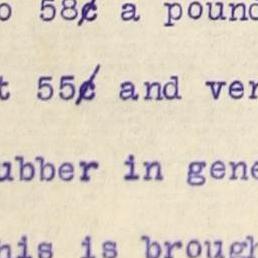 o 58¢ a pound
t 55¢ and ver
ubber in gene
his is brough